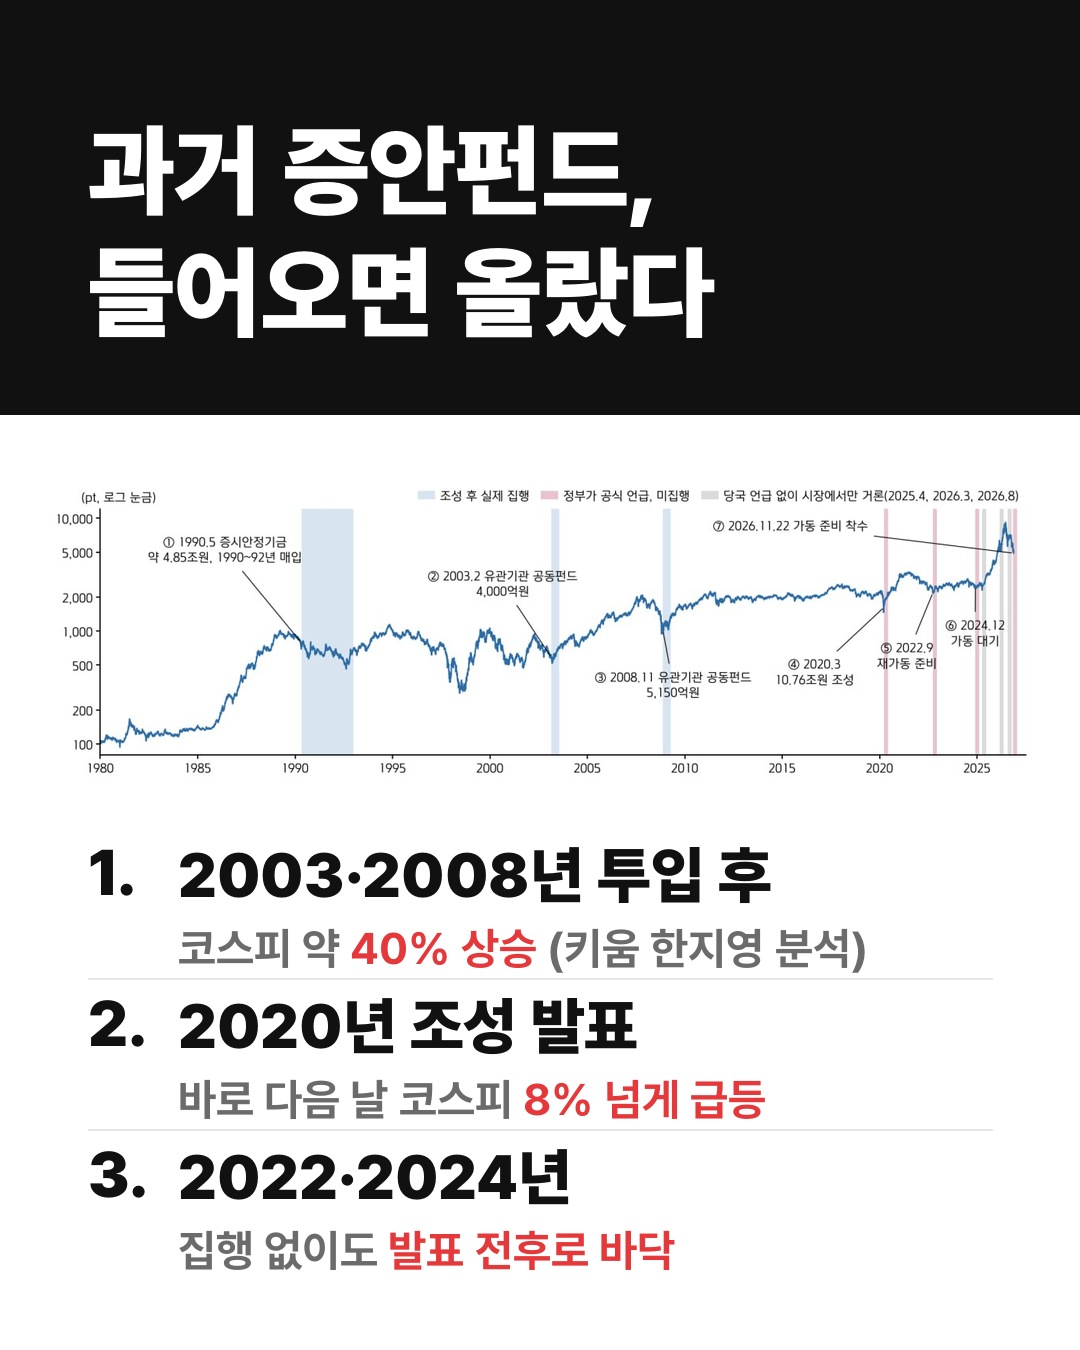 과거 증안펀드,
들어오면 올랐다
(pt, 로그 눈금)
조성 후 실제 집행
정부가 공식 언급, 미집행
당국 언급 없이 시장에서만 거론(2025.4, 2026.3, 2026.8)
10,000
5,000
2,000
1,000
500
200
100
① 1990.5 증시안정기금
약 4.85조원, 1990~92년 매입
② 2003.2 유관기관 공동펀드
4,000억원
③ 2008.11 유관기관 공동펀드
5,150억원
④ 2020.3
10.76조원 조성
⑤ 2022.9
재가동 준비
⑥ 2024.12
가동 대기
⑦ 2026.11.22 가동 준비 착수
1980
1985
1990
1995
2000
2005
2010
2015
2020
2025
1. 2003·2008년 투입 후
코스피 약 40% 상승 (키움 한지영 분석)
2. 2020년 조성 발표
바로 다음 날 코스피 8% 넘게 급등
3. 2022·2024년
집행 없이도 발표 전후로 바닥